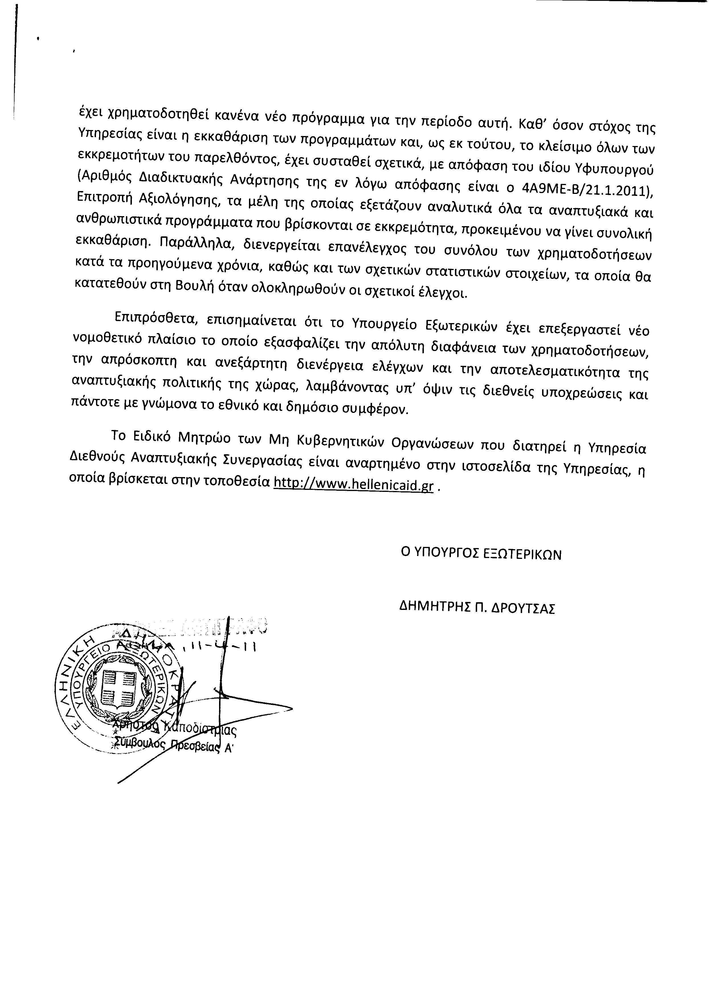 έχει χρηματοδοτηθεί κανένα νέο πρόγραμμα για την περίοδο αυτή. Καθ’ όσον στόχος της
Υπηρεσίας είναι η εκκαθάριση των προγραμμάτων και, ως εκ τούτου, το κλείσιμο όλων των
εκκρεμοτήτων του παρελθόντος, έχει συσταθεί σχετικά, με απόφαση του ιδίου Υφυπουργού
(Αριθμός Διαδικτυακής Ανάρτησης της εν λόγω απόφασης είναι ο 4Α9ΜΕ-Β/21.1.2011),
Επιτροπή Αξιολόγησης, τα μέλη της οποίας εξετάζουν αναλυτικά όλα τα αναπτυξιακά και
ανθρωπιστικά προγράμματα που βρίσκονται σε εκκρεμότητα, προκειμένου να γίνει συνολική
εκκαθάριση. Παράλληλα, διενεργείται επανέλεγχος του συνόλου των χρηματοδοτήσεων
κατά τα προηγούμενα χρόνια, καθώς και των σχετικών στατιστικών στοιχείων, τα οποία θα
κατατεθούν στη Βουλή όταν ολοκληρωθούν οι σχετικοί έλεγχοι.
Επιπρόσθετα, επισημαίνεται ότι το Υπουργείο Εξωτερικών έχει επεξεργαστεί νέο
νομοθετικό πλαίσιο το οποίο εξασφαλίζει την απόλυτη διαφάνεια των χρηματοδοτήσεων,
την απρόσκοπτη και ανεξάρτητη διενέργεια ελέγχων και την αποτελεσματικότητα της
αναπτυξιακής πολιτικής της χώρας, λαμβάνοντας υπ’ όψιν τις διεθνείς υποχρεώσεις και
πάντοτε με γνώμονα το εθνικό και δημόσιο συμφέρον.
Το Ειδικό Μητρώο των Μη Κυβερνητικών Οργανώσεων που διατηρεί η Υπηρεσία
Διεθνούς Αναπτυξιακής Συνεργασίας είναι αναρτημένο στην ιστοσελίδα της Υπηρεσίας, η
οποία βρίσκεται στην τοποθεσία http://www.hellenicaid.gr .
Ο ΥΠΟΥΡΓΟΣ ΕΞΩΤΕΡΙΚΩΝ
ΔΗΜΗΤΡΗΣ Π. ΔΡΟΥΤΣΑΣ
ΑΘΗΝΑ, 11-4-11
ΕΛΛΗΝΙΚΗ ΔΗΜΟΚΡΑΤΙΑ
ΥΠΟΥΡΓΕΙΟ ΕΞΩΤΕΡΙΚΩΝ
Χρήστος Καποδίστριας
Σύμβουλος Πρεσβείας Α'